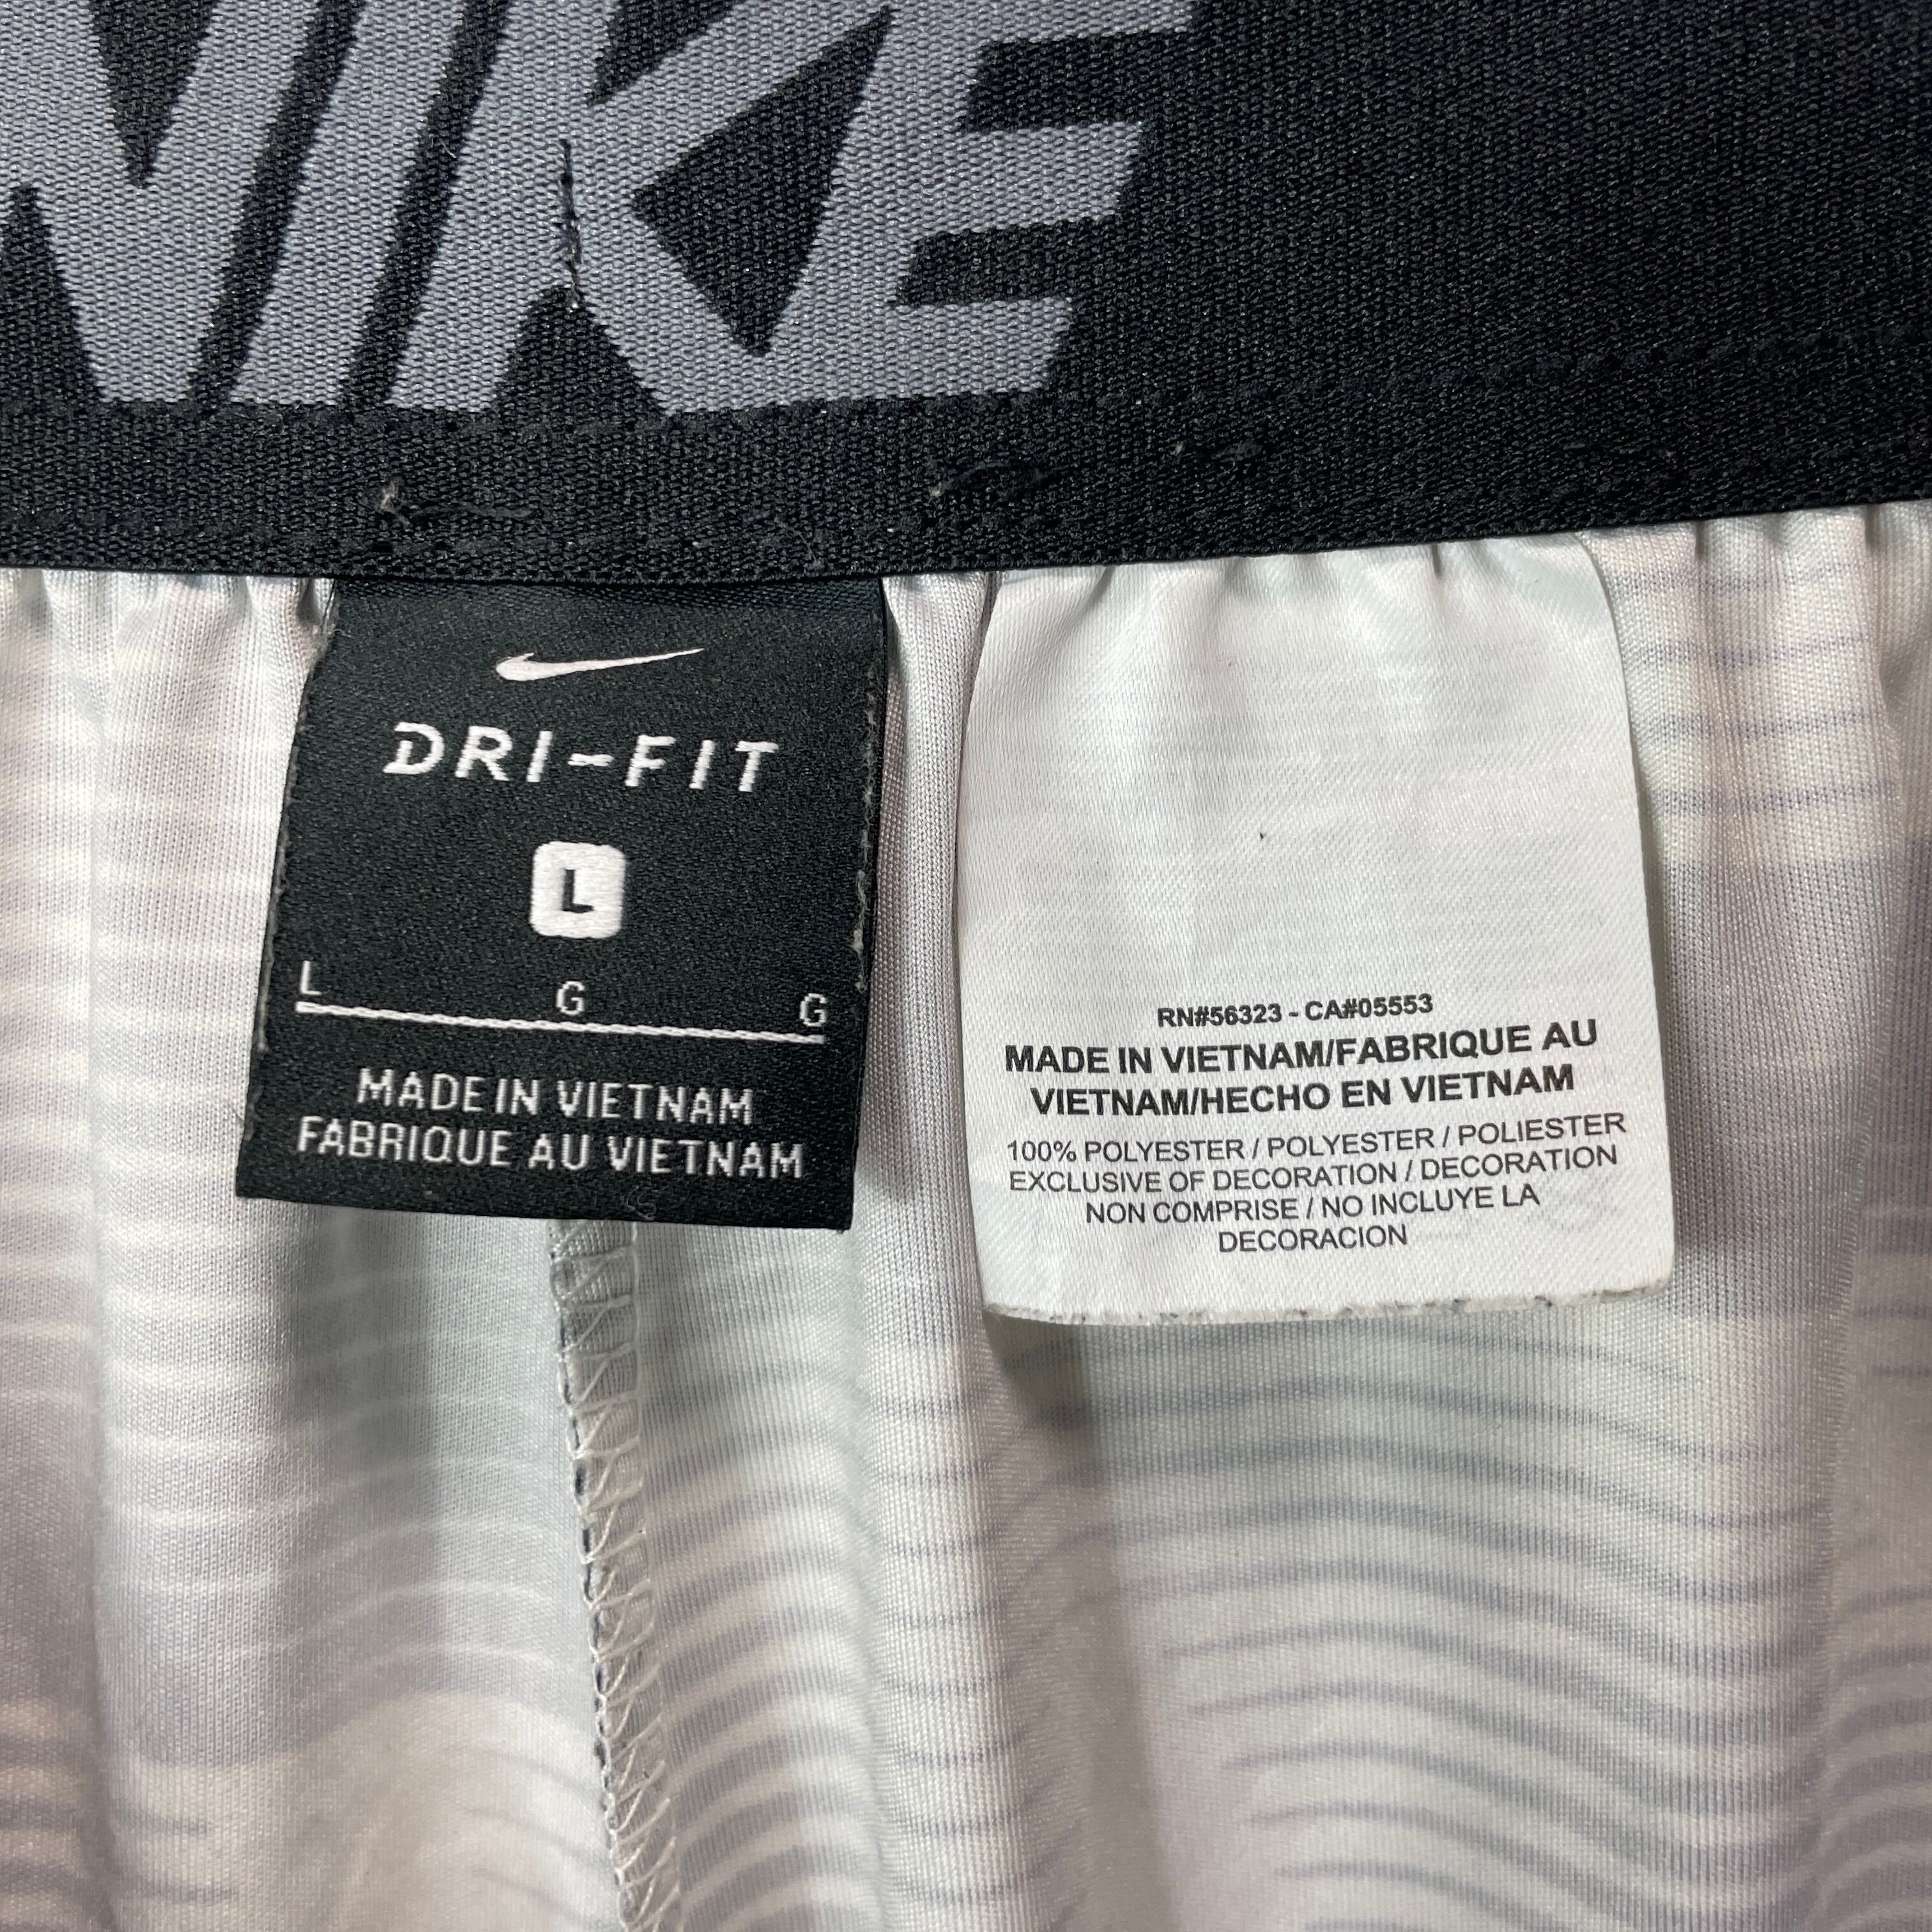 NIKE
DRI-FIT
L
L G G
MADE IN VIETNAM
FABRIQUE AU VIETNAM
RN#56323 - CA#05553
MADE IN VIETNAM/FABRIQUE AU
VIETNAM/HECHO EN VIETNAM
100% POLYESTER / POLYESTER / POLIESTER
EXCLUSIVE OF DECORATION / DECORATION
NON COMPRISE / NO INCLUYE LA
DECORACION